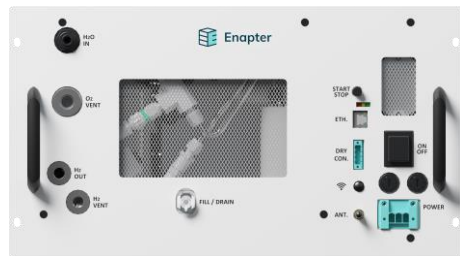 H₂O
IN
Enapter
O₂
VENT
START
STOP
ETH.
DRY
CON.
ON
OFF
H₂
OUT
H₂
VENT
FILL / DRAIN
ANT.
POWER